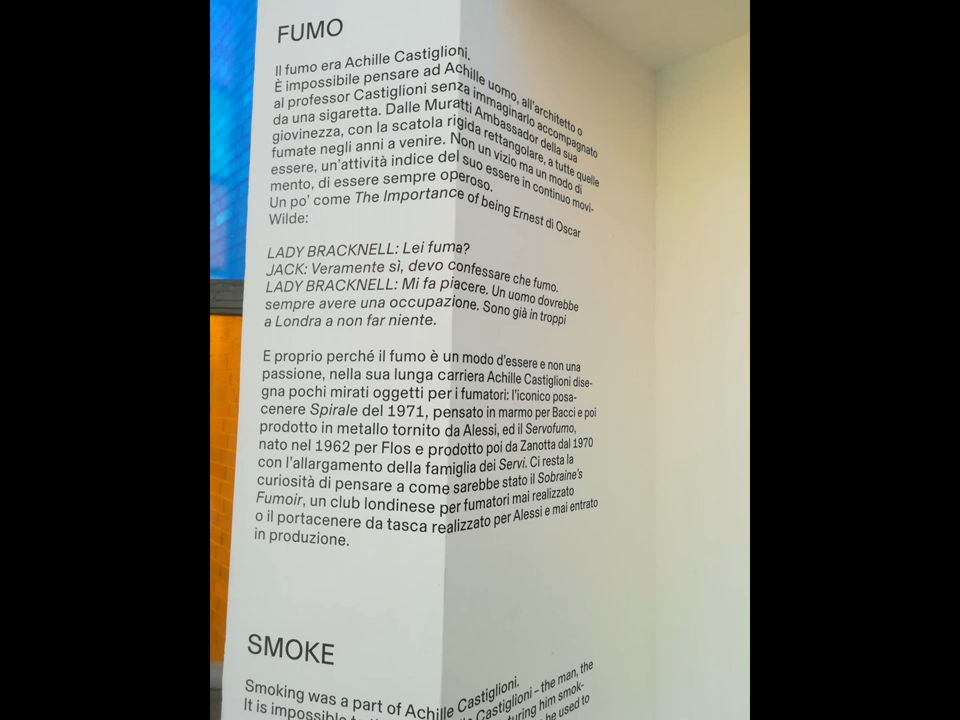 FUMO
Il fumo era Achille Castiglioni.
È impossibile pensare ad Achille uomo, all'architetto o
al professor Castiglioni senza immaginarlo accompagnato
da una sigaretta. Dalle Muratti Ambassador della sua
giovinezza, con la scatola rigida rettangolare, a tutte quelle
fumate negli anni a venire. Non un vizio ma un modo di
essere, un'attività indice del suo essere in continuo movi-
mento, di essere sempre operoso.
Un po' come The Importance of being Ernest di Oscar
Wilde:
LADY BRACKNELL: Lei fuma?
JACK: Veramente sì, devo confessare che fumo.
LADY BRACKNELL: Mi fa piacere. Un uomo dovrebbe
sempre avere una occupazione. Sono già in troppi
a Londra a non far niente.
E proprio perché il fumo è un modo d'essere e non una
passione, nella sua lunga carriera Achille Castiglioni dise-
gna pochi mirati oggetti per i fumatori: l'iconico posa-
cenere Spirale del 1971, pensato in marmo per Bacci e poi
prodotto in metallo tornito da Alessi, ed il Servofumo,
nato nel 1962 per Flos e prodotto poi da Zanotta dal 1970
con l'allargamento della famiglia dei Servi. Ci resta la
curiosità di pensare a come sarebbe stato il Sobraine's
Fumoir, un club londinese per fumatori mai realizzato
o il portacenere da tasca realizzato per Alessi e mai entrato
in produzione.
SMOKE
Smoking was a part of Achille Castiglioni.
It is impossible Castiglioni – the man, the
turing him smok-
he used to